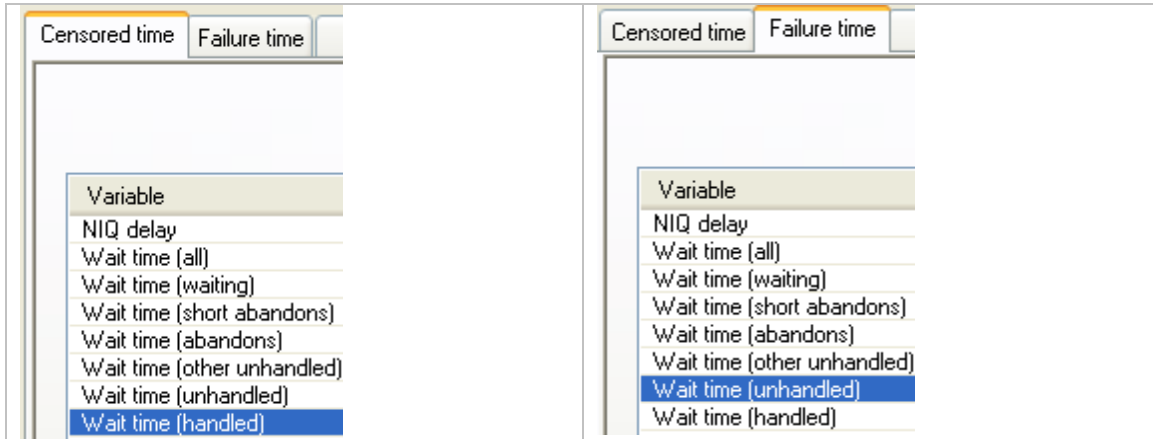 Censored time Failure time
Variable
NIQ delay
Wait time (all)
Wait time (waiting)
Wait time (short abandons)
Wait time (abandons)
Wait time (other unhandled)
Wait time (unhandled)
Wait time (handled)
Censored time Failure time
Variable
NIQ delay
Wait time (all)
Wait time (waiting)
Wait time (short abandons)
Wait time (abandons)
Wait time (other unhandled)
Wait time (unhandled)
Wait time (handled)